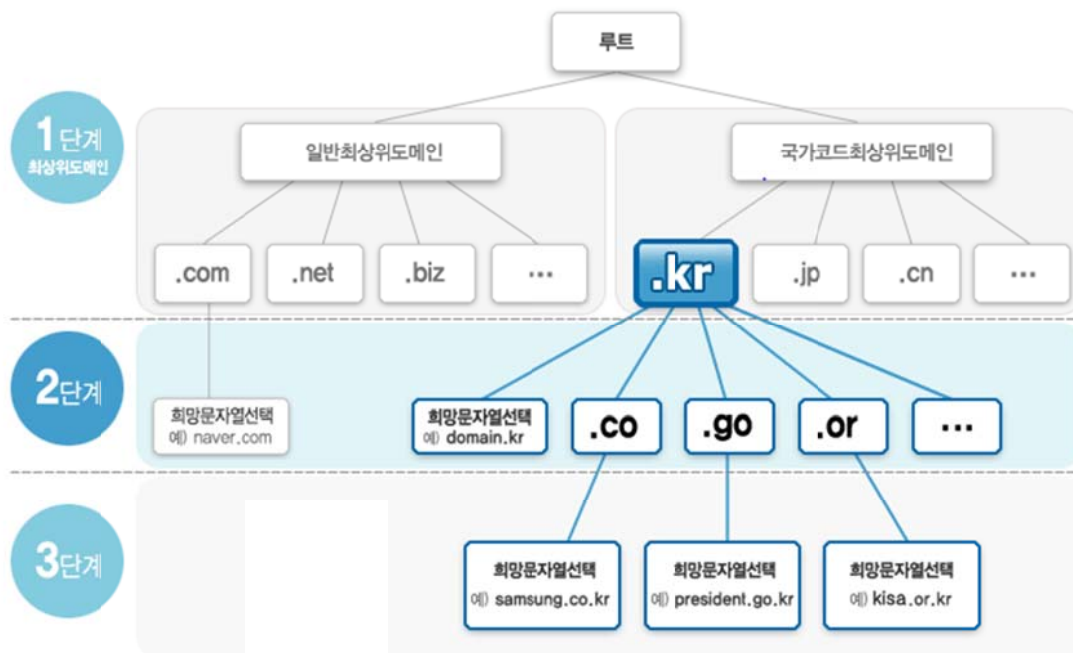 루트
1단계
최상위도메인
일반최상위도메인
국가코드최상위도메인
.com
.net
.biz
...
.kr
.jp
.cn
...
2단계
희망문자열선택
예) naver.com
희망문자열선택
예) domain.kr
.co
.go
.or
...
3단계
희망문자열선택
예) samsung.co.kr
희망문자열선택
예) president.go.kr
희망문자열선택
예) kisa.or.kr